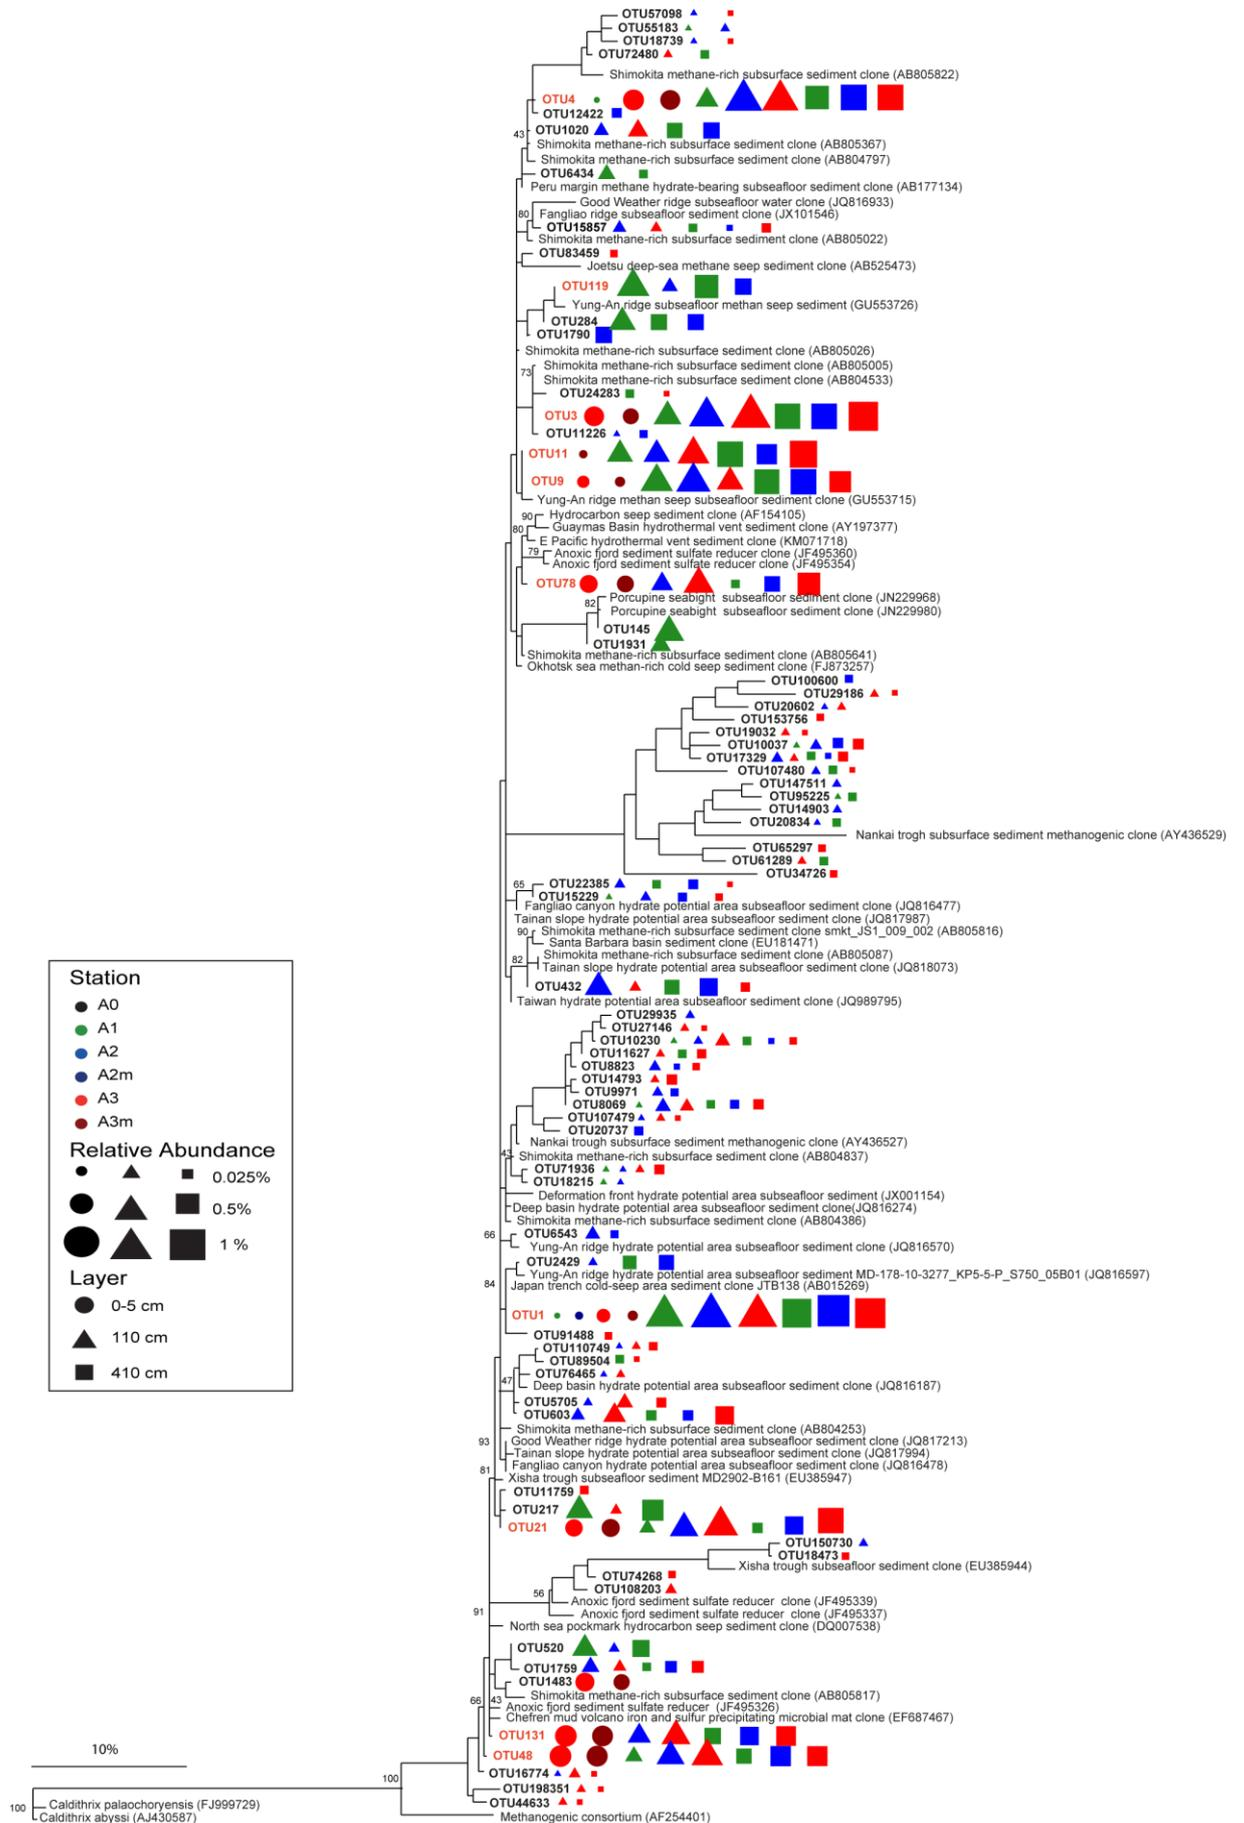 OTU57098
OTU55183
OTU18739
OTU72480
Shimokita methane-rich subsurface sediment clone (AB805822)
OTU4
OTU12422
43
OTU1020
Shimokita methane-rich subsurface sediment clone (AB805367)
Shimokita methane-rich subsurface sediment clone (AB804797)
OTU6434
Peru margin methane hydrate-bearing subseafloor sediment clone (AB177134)
Good Weather ridge subseafloor water clone (JQ816933)
80
Fangliao ridge subseafloor sediment clone (JX101546)
OTU15857
Shimokita methane-rich subsurface sediment clone (AB805022)
OTU83459
Joetsu deep-sea methane seep sediment clone (AB525473)
OTU119
Yung-An ridge subseafloor methan seep sediment (GU553726)
OTU284
OTU1790
Shimokita methane-rich subsurface sediment clone (AB805026)
Shimokita methane-rich subsurface sediment clone (AB805005)
73
Shimokita methane-rich subsurface sediment clone (AB804533)
OTU24283
OTU3
OTU11226
OTU11
OTU9
Yung-An ridge methan seep subseafloor sediment clone (GU553715)
90
Hydrocarbon seep sediment clone (AF154105)
80
Guaymas Basin hydrothermal vent sediment clone (AY197377)
E Pacific hydrothermal vent sediment clone (KM071718)
79
Anoxic fjord sediment sulfate reducer clone (JF495360)
Anoxic fjord sediment sulfate reducer clone (JF495354)
OTU78
82
Porcupine seabight subseafloor sediment clone (JN229968)
Porcupine seabight subseafloor sediment clone (JN229980)
OTU145
OTU1931
Shimokita methane-rich subsurface sediment clone (AB805641)
Okhotsk sea methan-rich cold seep sediment clone (FJ873257)
OTU100600
OTU29186
OTU20602
OTU153756
OTU19032
OTU10037
OTU17329
OTU107480
OTU147511
OTU95225
OTU14903
OTU20834
Nankai trogh subsurface sediment methanogenic clone (AY436529)
OTU65297
OTU61289
OTU34726
65
OTU22385
OTU15229
Fangliao canyon hydrate potential area subseafloor sediment clone (JQ816477)
Tainan slope hydrate potential area subseafloor sediment clone (JQ817987)
90
Shimokita methane-rich subsurface sediment clone smkt_JS1_009_002 (AB805816)
Santa Barbara basin sediment clone (EU181471)
82
Shimokita methane-rich subsurface sediment clone (AB805087)
Tainan slope hydrate potential area subseafloor sediment clone (JQ818073)
OTU432
Taiwan hydrate potential area subseafloor sediment clone (JQ989795)
OTU29935
OTU27146
OTU10230
OTU11627
OTU8823
OTU14793
OTU9971
OTU8069
OTU107479
OTU20737
Nankai trough subsurface sediment methanogenic clone (AY436527)
43
Shimokita methane-rich subsurface sediment clone (AB804837)
OTU71936
OTU18215
Deformation front hydrate potential area subseafloor sediment (JX001154)
Deep basin hydrate potential area subseafloor sediment clone(JQ816274)
Shimokita methane-rich subsurface sediment clone (AB804386)
66
OTU6543
Yung-An ridge hydrate potential area subseafloor sediment clone (JQ816570)
OTU2429
Yung-An ridge hydrate potential area subseafloor sediment MD-178-10-3277_KP5-5-P_S750_05B01 (JQ816597)
84
Japan trench cold-seep area sediment clone JTB138 (AB015269)
OTU1
OTU91488
OTU110749
OTU89504
OTU76465
47
Deep basin hydrate potential area subseafloor sediment clone (JQ816187)
OTU5705
OTU603
Shimokita methane-rich subsurface sediment clone (AB804253)
93
Good Weather ridge hydrate potential area subseafloor sediment clone (JQ817213)
Tainan slope hydrate potential area subseafloor sediment clone (JQ817994)
Fangliao canyon hydrate potential area subseafloor sediment clone (JQ816478)
81
Xisha trough subseafloor sediment MD2902-B161 (EU385947)
OTU11759
OTU217
OTU21
OTU150730
OTU18473
Xisha trough subseafloor sediment clone (EU385944)
OTU74268
OTU108203
56
Anoxic fjord sediment sulfate reducer clone (JF495339)
91
Anoxic fjord sediment sulfate reducer clone (JF495337)
North sea pockmark hydrocarbon seep sediment clone (DQ007538)
OTU520
OTU1759
OTU1483
Shimokita methane-rich subsurface sediment clone (AB805817)
66
43
Anoxic fjord sediment sulfate reducer (JF495326)
Chefren mud volcano iron and sulfur precipitating microbial mat clone (EF687467)
OTU131
OTU48
OTU16774
100
OTU198351
OTU44633
Methanogenic consortium (AF254401)
10%
100
Caldithrix palaochoryensis (FJ999729)
Caldithrix abyssi (AJ430587)
Station
A0
A1
A2
A2m
A3
A3m
Relative Abundance
0.025%
0.5%
1 %
Layer
0-5 cm
110 cm
410 cm